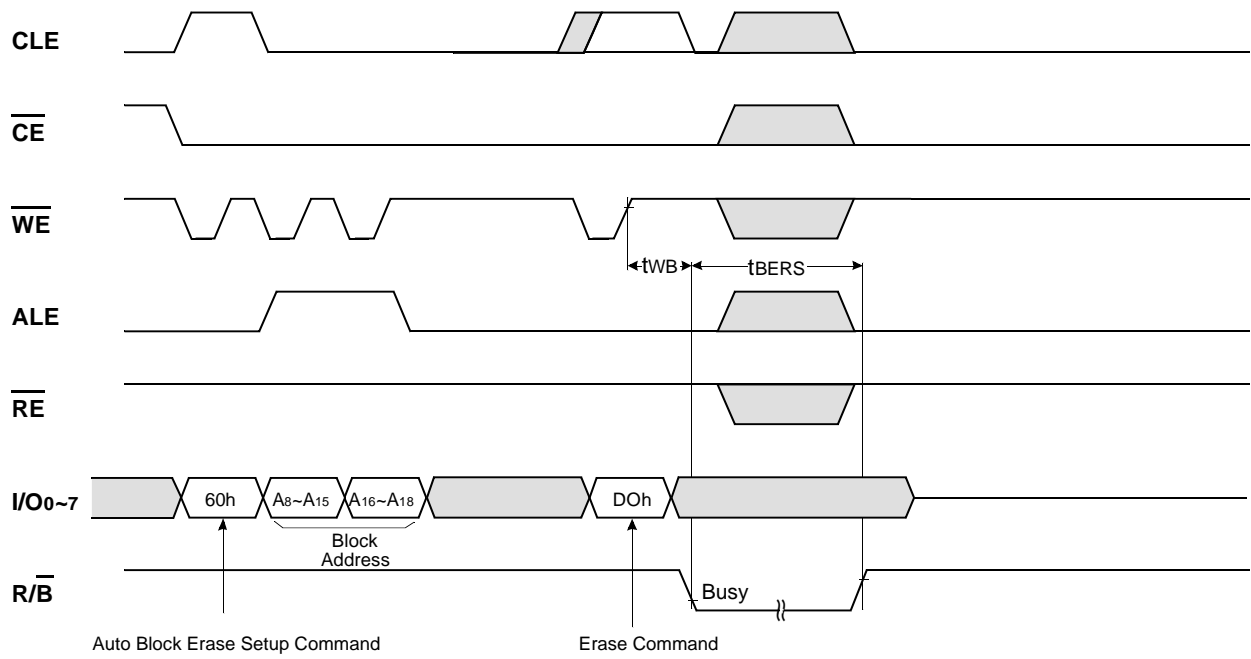 CLE
CE
WE
tWB
tBERS
ALE
RE
I/O0~7
60h
A8~A15
A16~A18
DOh
Block
Address
R/B
Busy
Auto Block Erase Setup Command
Erase Command